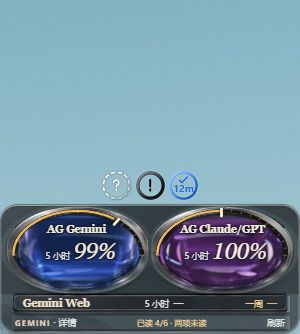 ?
!
12m
AG Gemini
5 小时 99%
AG Claude/GPT
5 小时 100%
Gemini Web 5 小时 — 一周 —
GEMINI · 详情 已读 4/6 · 两项未读 刷新